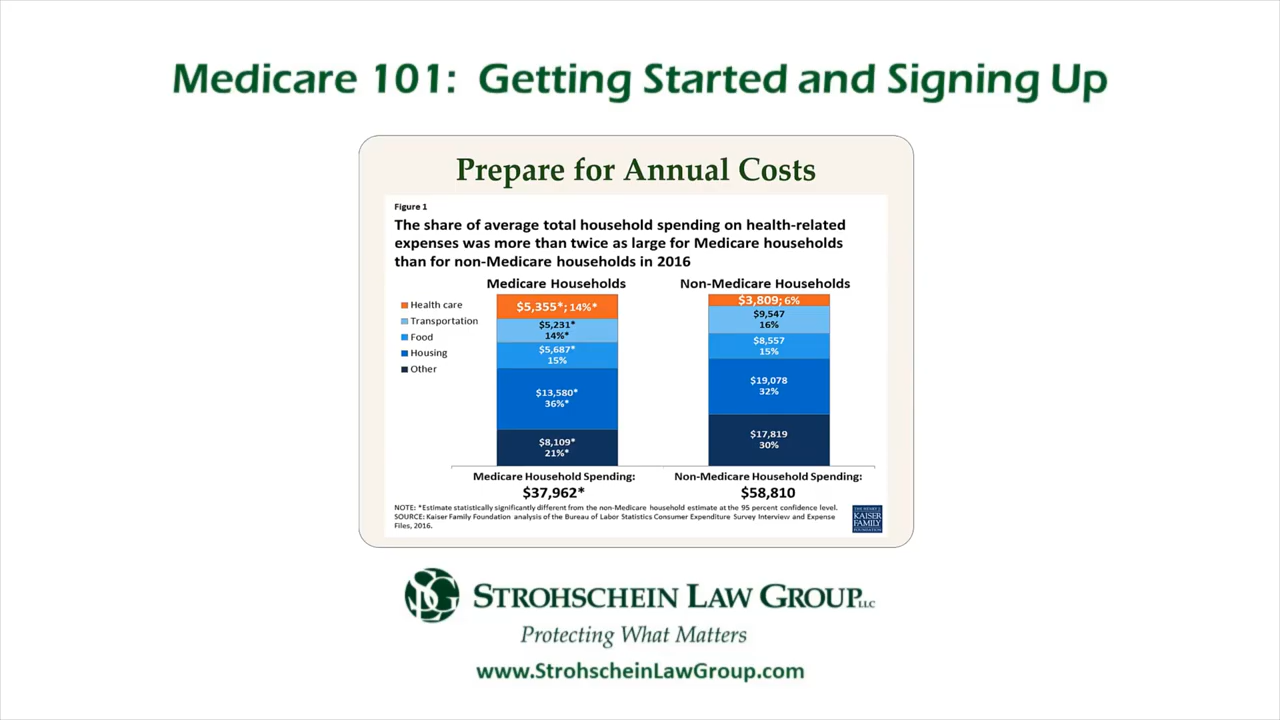 Medicare 101: Getting Started and Signing Up
Prepare for Annual Costs
Figure 1
The share of average total household spending on health-related
expenses was more than twice as large for Medicare households
than for non-Medicare households in 2016
Medicare Households
Non-Medicare Households
Health care
Transportation
Food
Housing
Other
$5,355*; 14%*
$5,231*
14%*
$5,687*
15%
$13,580*
36%*
$8,109*
21%*
$3,809; 6%
$9,547
16%
$8,557
15%
$19,078
32%
$17,819
30%
Medicare Household Spending:
$37,962*
Non-Medicare Household Spending:
$58,810
NOTE: *Estimate statistically significantly different from the non-Medicare household estimate at the 95 percent confidence level.
SOURCE: Kaiser Family Foundation analysis of the Bureau of Labor Statistics Consumer Expenditure Survey Interview and Expense
Files, 2016.
THE HENRY J.
KAISER
FAMILY
FOUNDATION
SLG
STROHSCHEIN LAW GROUP LLC
Protecting What Matters
www.StrohscheinLawGroup.com